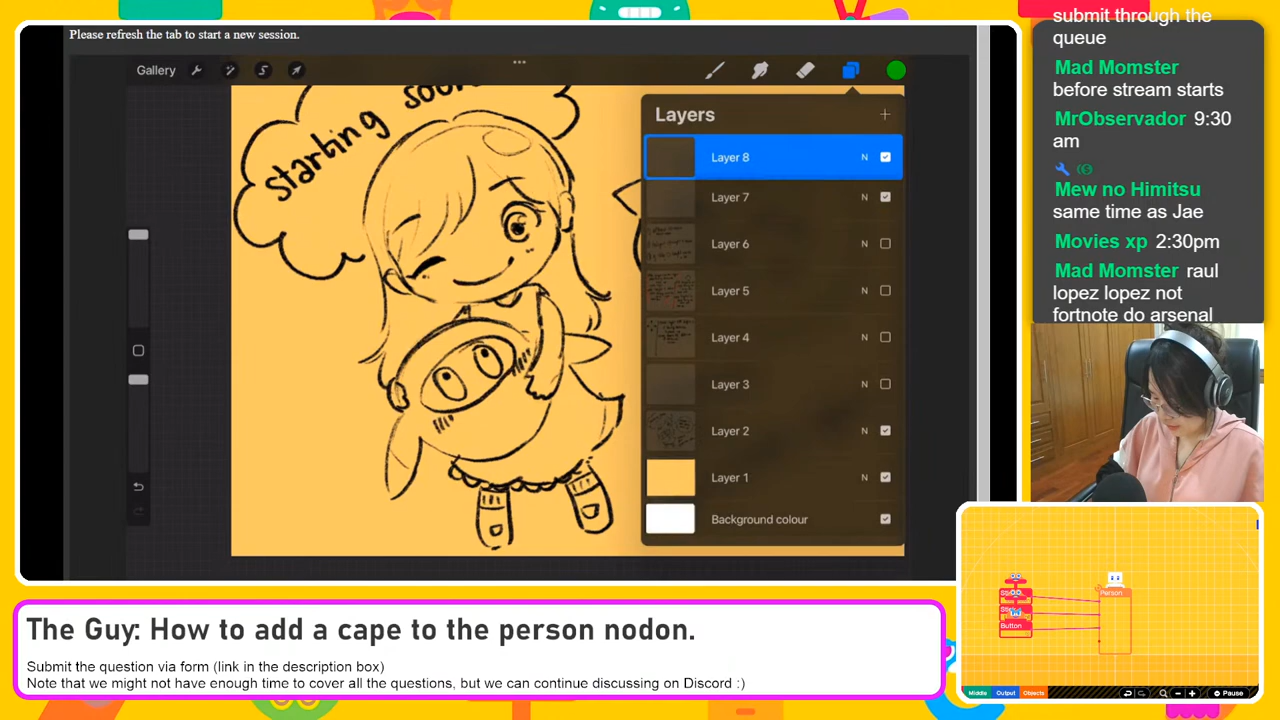 Please refresh the tab to start a new session.
Gallery
starting soon
Layers
Layer 8 N
Layer 7 N
Layer 6 N
Layer 5 N
Layer 4 N
Layer 3 N
Layer 2 N
Layer 1 N
Background colour
submit through the
queue
Mad Momster
before stream starts
MrObservador 9:30
am
Mew no Himitsu
same time as Jae
Movies xp 2:30pm
Mad Momster raul
lopez lopez not
fortnote do arsenal
Person
Button
Middle Output Objects
Pause
The Guy: How to add a cape to the person nodon.
Submit the question via form (link in the description box)
Note that we might not have enough time to cover all the questions, but we can continue discussing on Discord :)